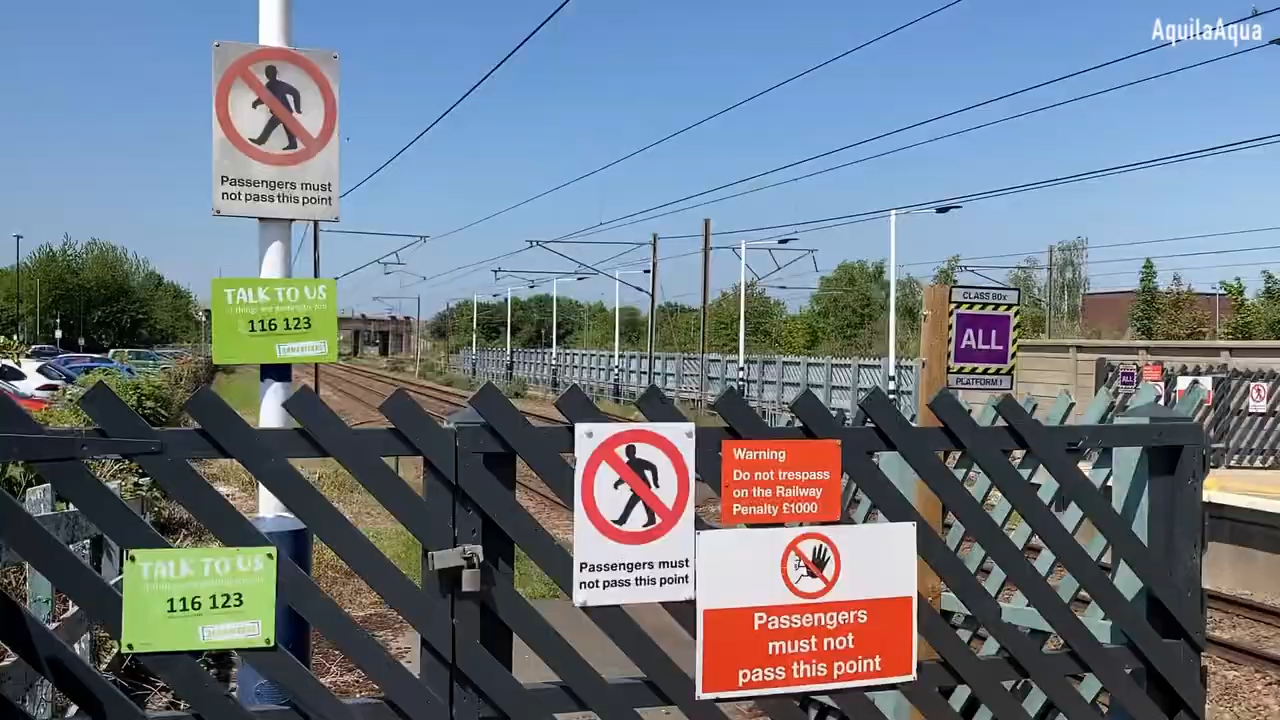 AquilaAqua
Passengers must
not pass this point
TALK TO US
116 123
SAMARITANS
CLASS 80x
ALL
PLATFORM 1
Passengers must
not pass this point
Warning
Do not trespass
on the Railway
Penalty £1000
TALK TO US
116 123
Passengers
must not
pass this point
ALL